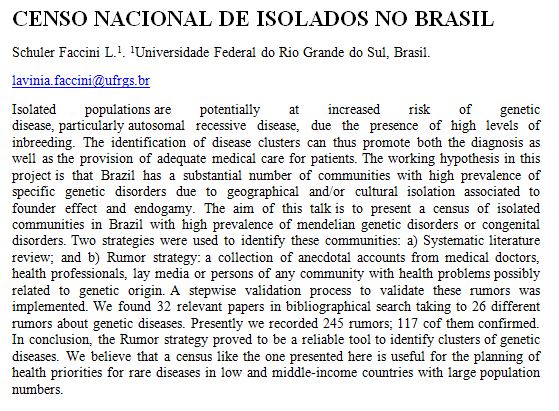 CENSO NACIONAL DE ISOLADOS NO BRASIL
Schuler Faccini L.¹. ¹Universidade Federal do Rio Grande do Sul, Brasil.
lavinia.faccini@ufrgs.br
Isolated populations are potentially at increased risk of genetic
disease, particularly autosomal recessive disease, due the presence of high levels of
inbreeding. The identification of disease clusters can thus promote both the diagnosis as
well as the provision of adequate medical care for patients. The working hypothesis in this
project is that Brazil has a substantial number of communities with high prevalence of
specific genetic disorders due to geographical and/or cultural isolation associated to
founder effect and endogamy. The aim of this talk is to present a census of isolated
communities in Brazil with high prevalence of mendelian genetic disorders or congenital
disorders. Two strategies were used to identify these communities: a) Systematic literature
review; and b) Rumor strategy: a collection of anecdotal accounts from medical doctors,
health professionals, lay media or persons of any community with health problems possibly
related to genetic origin. A stepwise validation process to validate these rumors was
implemented. We found 32 relevant papers in bibliographical search taking to 26 different
rumors about genetic diseases. Presently we recorded 245 rumors; 117 cof them confirmed.
In conclusion, the Rumor strategy proved to be a reliable tool to identify clusters of genetic
diseases. We believe that a census like the one presented here is useful for the planning of
health priorities for rare diseases in low and middle-income countries with large population
numbers.